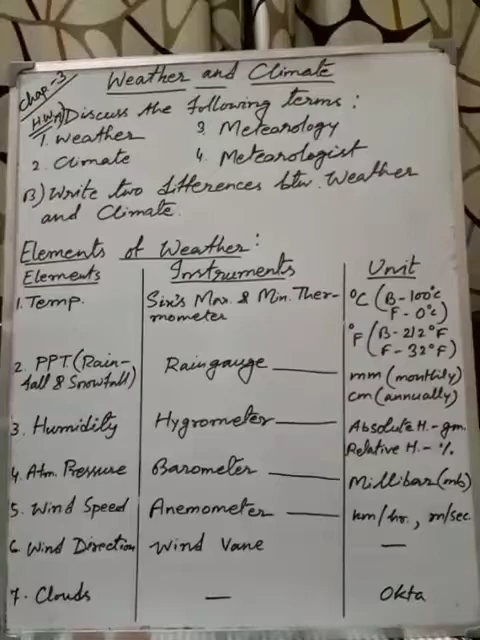 Chap.-3
Weather and Climate
H.W. A) Discuss the following terms:
1. Weather 3. Meteorology
2. Climate 4. Meteorologist
B) Write two differences btw. Weather
and Climate.
Elements of Weather:
Elements Instruments Unit
1. Temp. Six's Max. & Min. Ther-
mometer
°C (B-100°C
F-0°C)
°F (B-212°F
F-32°F)
2. PPT. (Rain-
fall & Snowfall)
Raingauge
mm (monthly)
cm (annually)
3. Humidity Hygrometer
Absolute H.- gm.
Relative H.- %
4. Atm. Pressure Barometer Millibar (mb)
5. Wind Speed Anemometer km/hr., m/sec.
6. Wind Direction Wind Vane —
7. Clouds — Okta